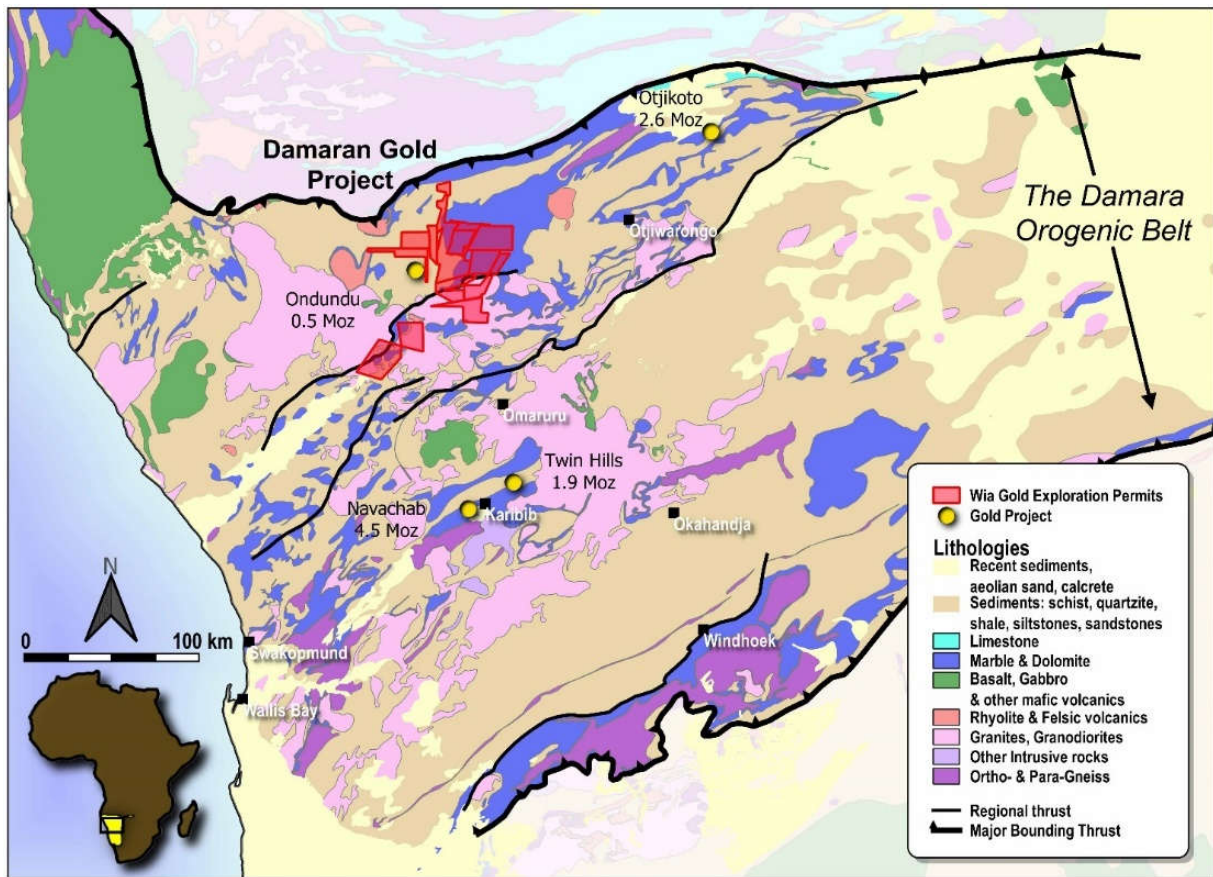 Otjikoto
2.6 Moz
Damaran Gold
Project
The Damara
Orogenic Belt
Otjiwarongo
Ondundu
0.5 Moz
Omaruru
Twin Hills
1.9 Moz
Navachab
4.5 Moz
Karibib
Okahandja
Windhoek
Swakopmund
Wallis Bay
N
0 100 km
Wia Gold Exploration Permits
Gold Project
Lithologies
Recent sediments,
aeolian sand, calcrete
Sediments: schist, quartzite,
shale, siltstones, sandstones
Limestone
Marble & Dolomite
Basalt, Gabbro
& other mafic volcanics
Rhyolite & Felsic volcanics
Granites, Granodiorites
Other Intrusive rocks
Ortho- & Para-Gneiss
Regional thrust
Major Bounding Thrust